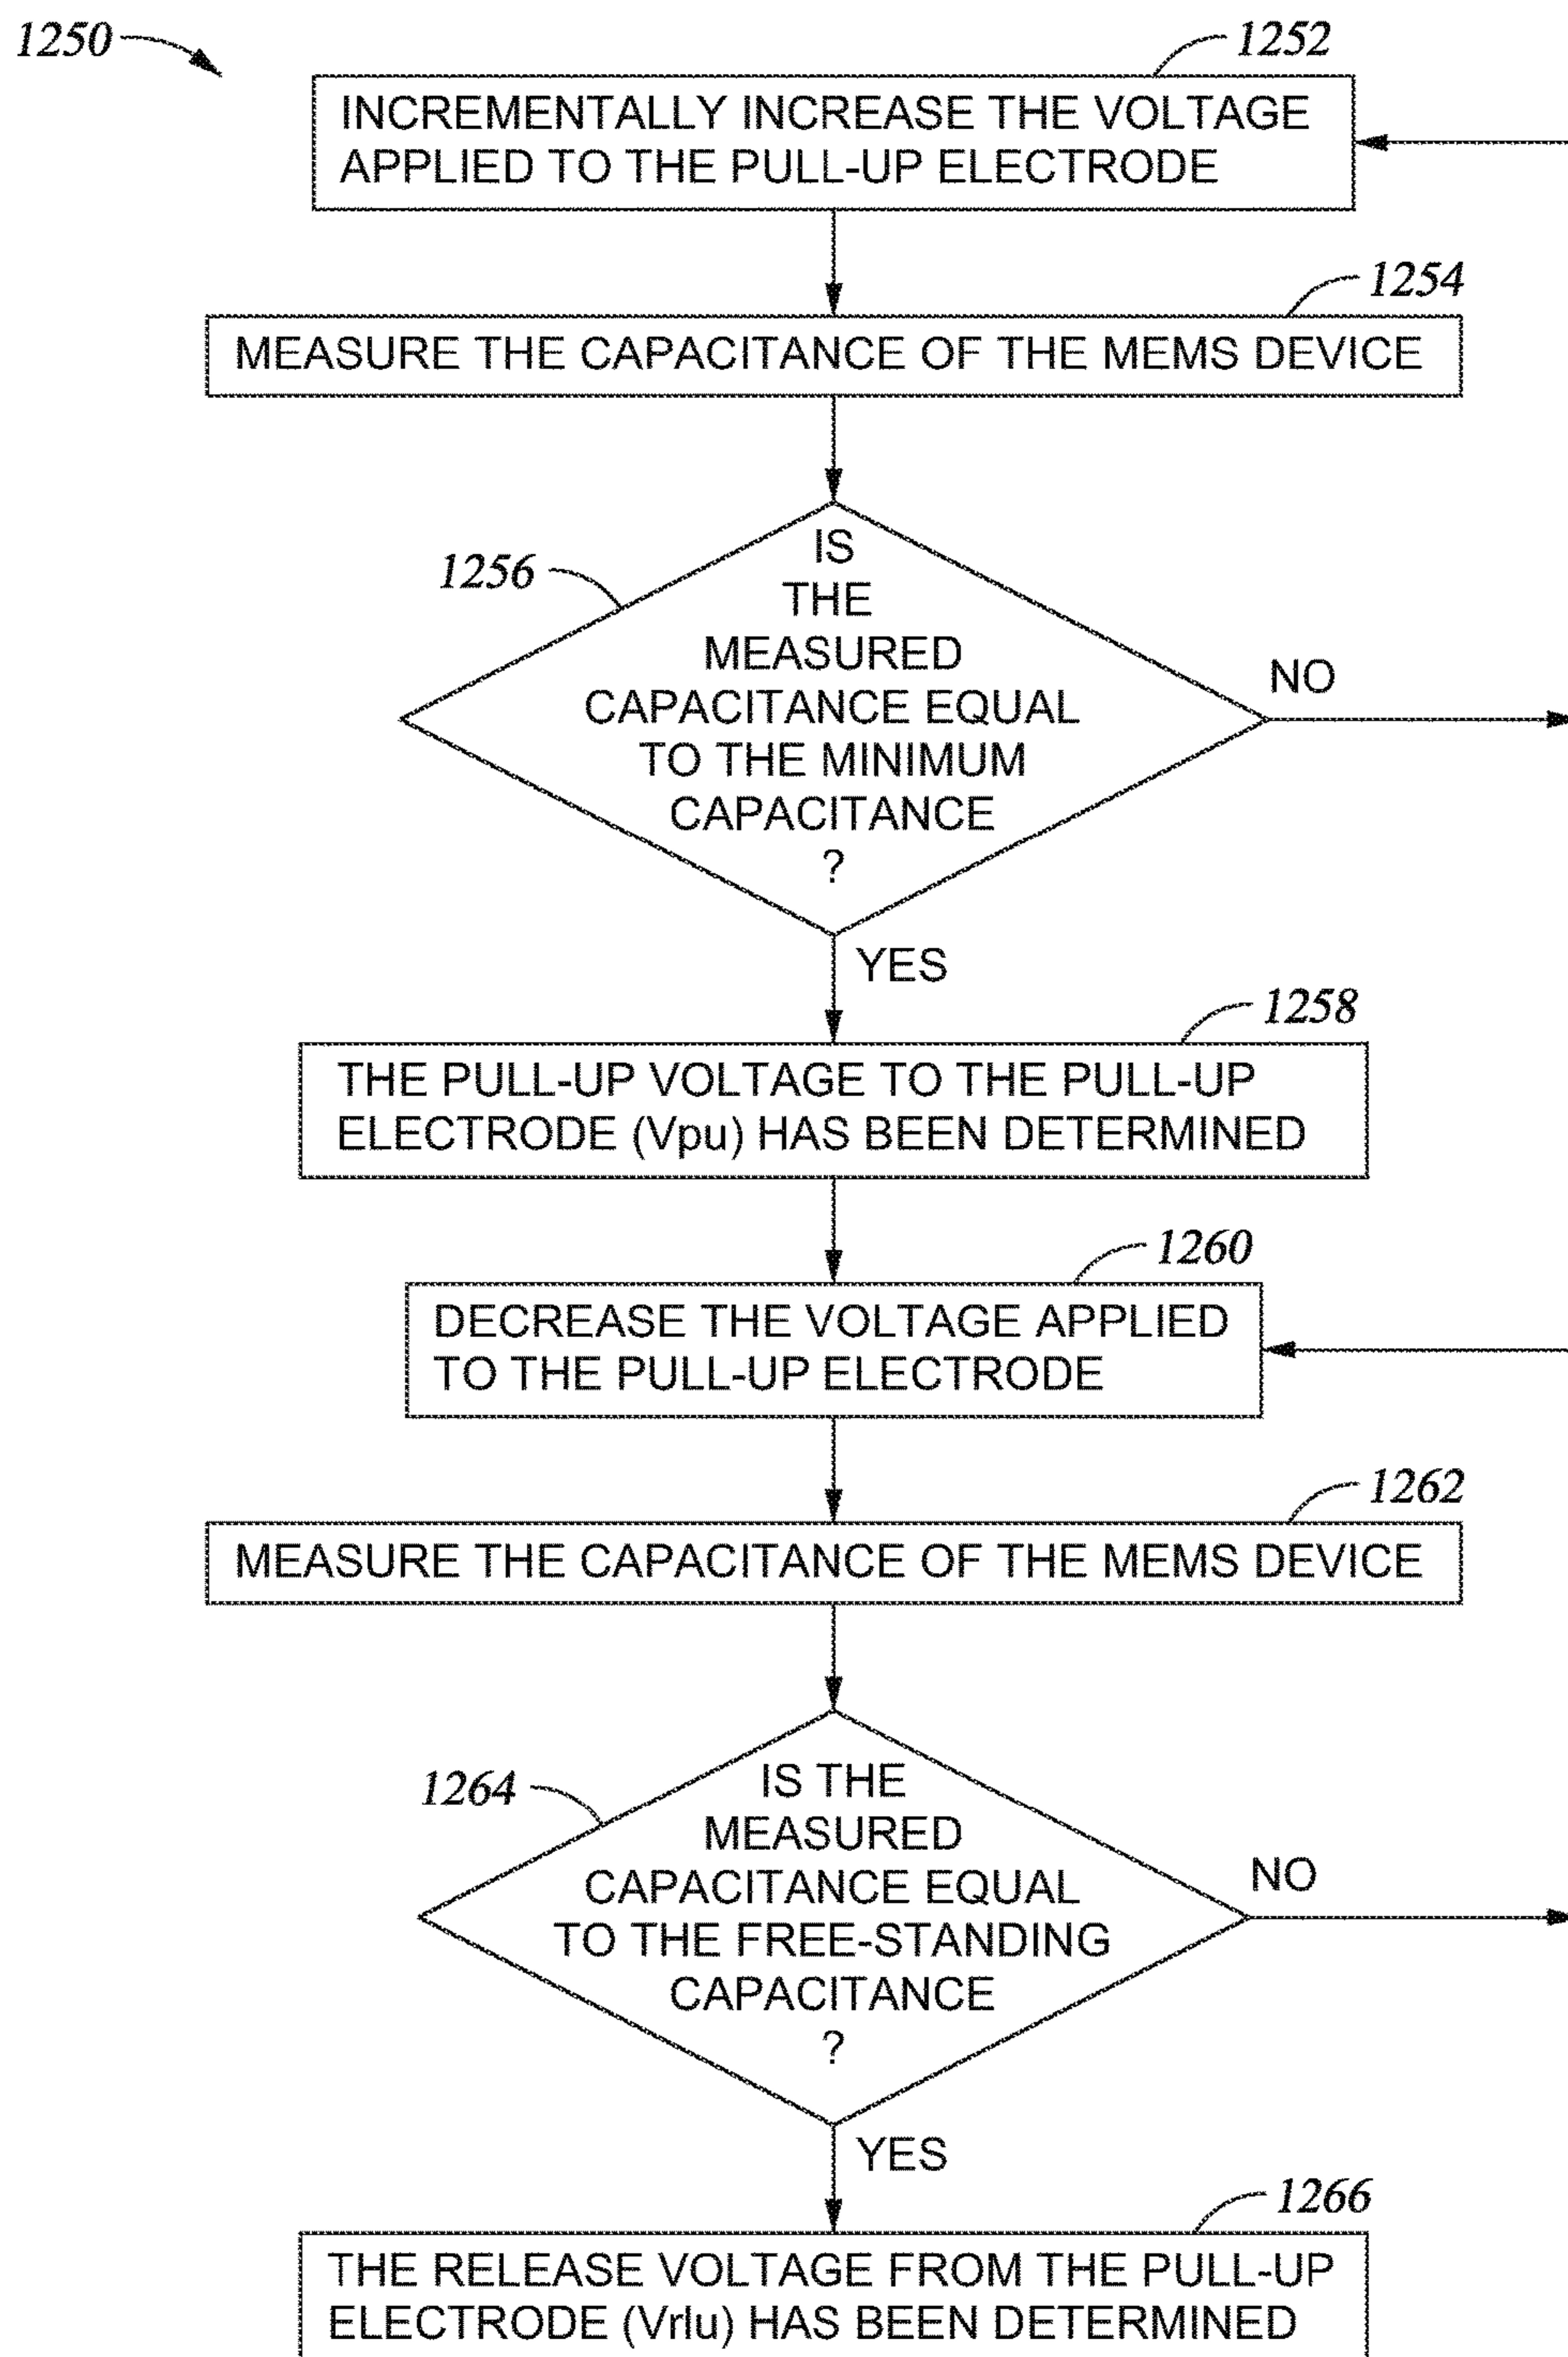 1250
1252
INCREMENTALLY INCREASE THE VOLTAGE
APPLIED TO THE PULL-UP ELECTRODE
1254
MEASURE THE CAPACITANCE OF THE MEMS DEVICE
1256
IS
THE
MEASURED
CAPACITANCE EQUAL
TO THE MINIMUM
CAPACITANCE
?
NO
YES
1258
THE PULL-UP VOLTAGE TO THE PULL-UP
ELECTRODE (Vpu) HAS BEEN DETERMINED
1260
DECREASE THE VOLTAGE APPLIED
TO THE PULL-UP ELECTRODE
1262
MEASURE THE CAPACITANCE OF THE MEMS DEVICE
1264
IS THE
MEASURED
CAPACITANCE EQUAL
TO THE FREE-STANDING
CAPACITANCE
?
NO
YES
1266
THE RELEASE VOLTAGE FROM THE PULL-UP
ELECTRODE (Vrlu) HAS BEEN DETERMINED